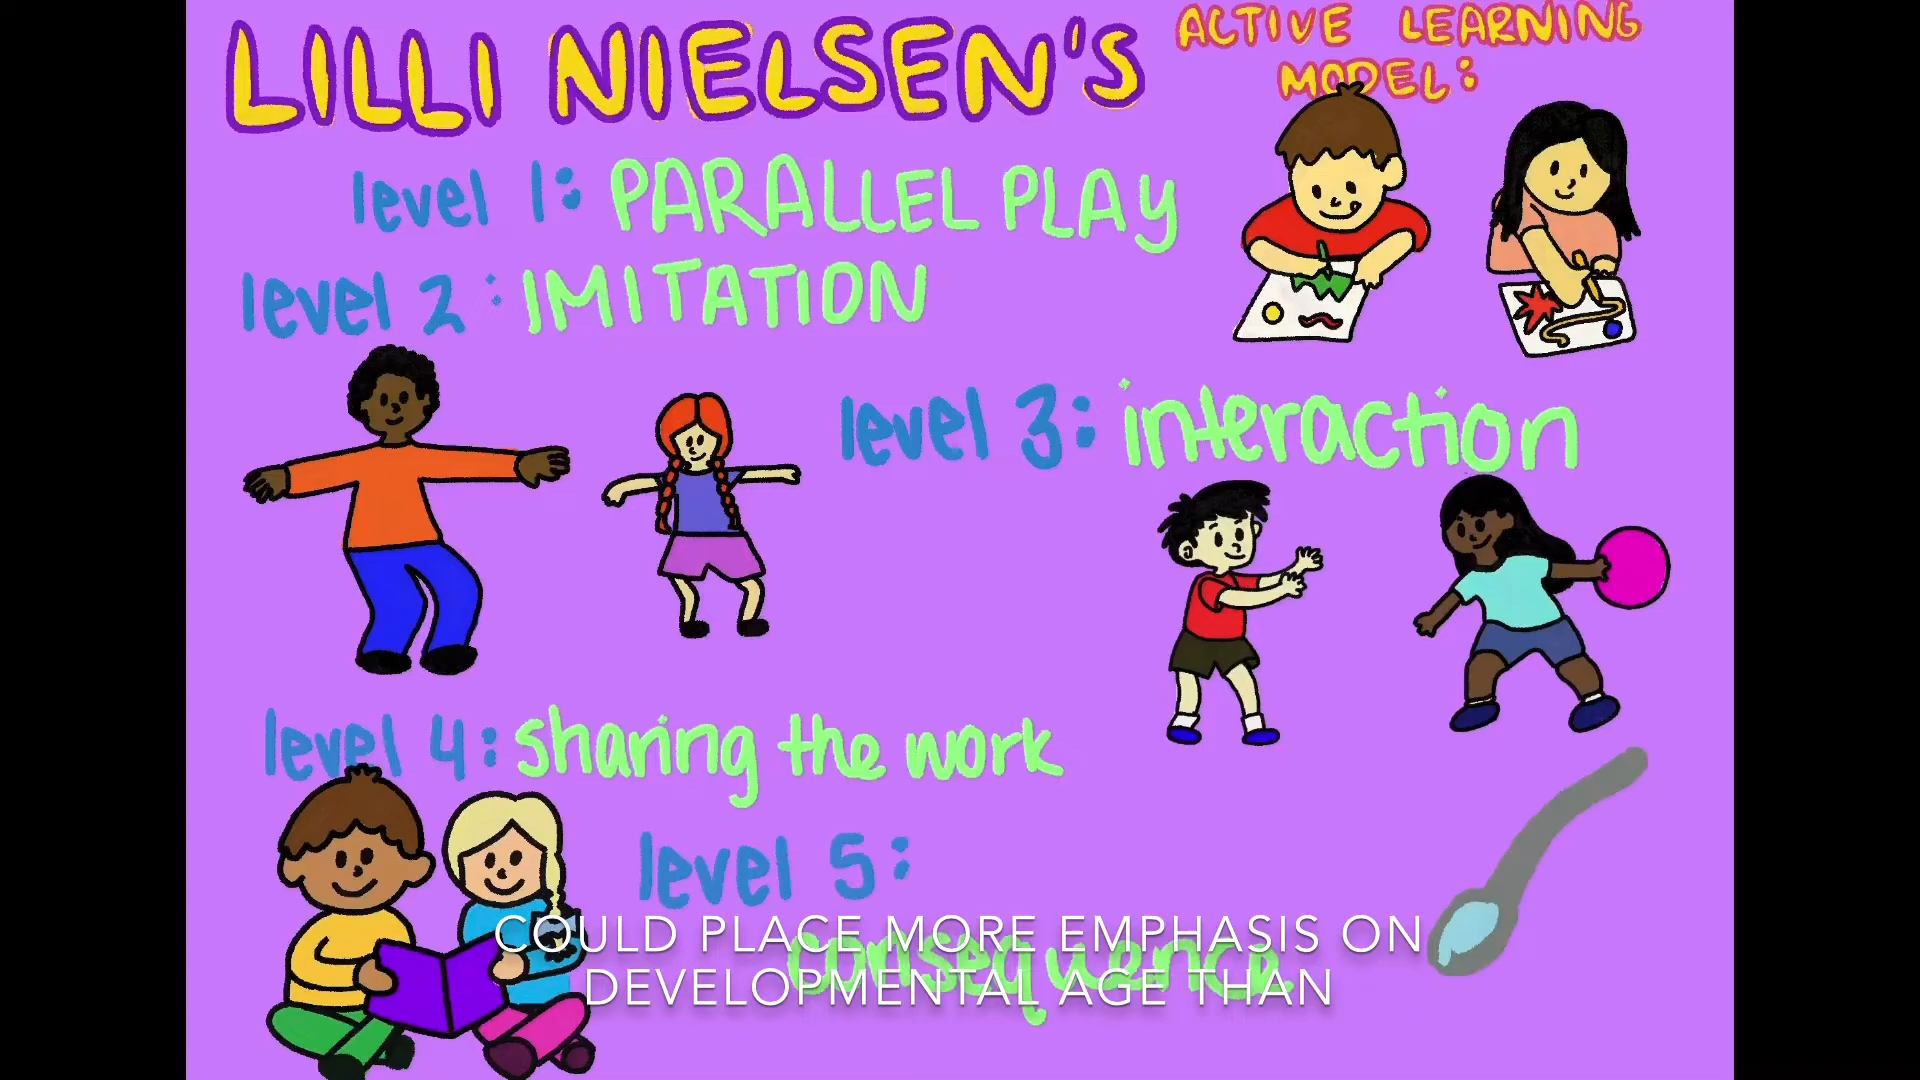 LILLI NIELSEN'S
ACTIVE LEARNING
MODEL:
level 1: PARALLEL PLAY
level 2: IMITATION
level 3: interaction
level 4: sharing the work
level 5:
consequence
COULD PLACE MORE EMPHASIS ON
DEVELOPMENTAL AGE THAN